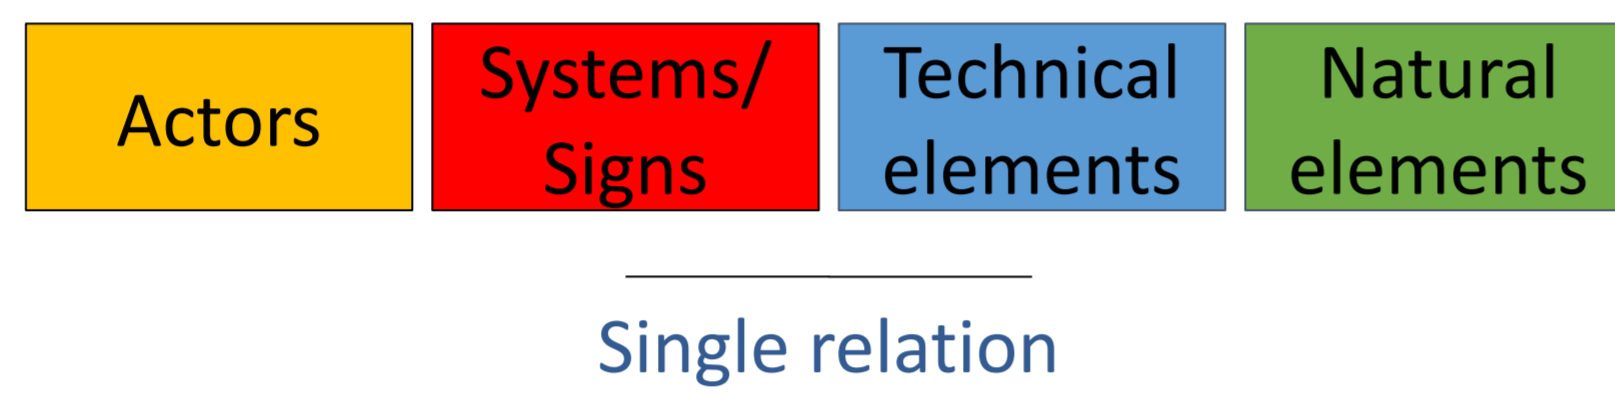 Actors
Systems/
Signs
Technical
elements
Natural
elements
Single relation